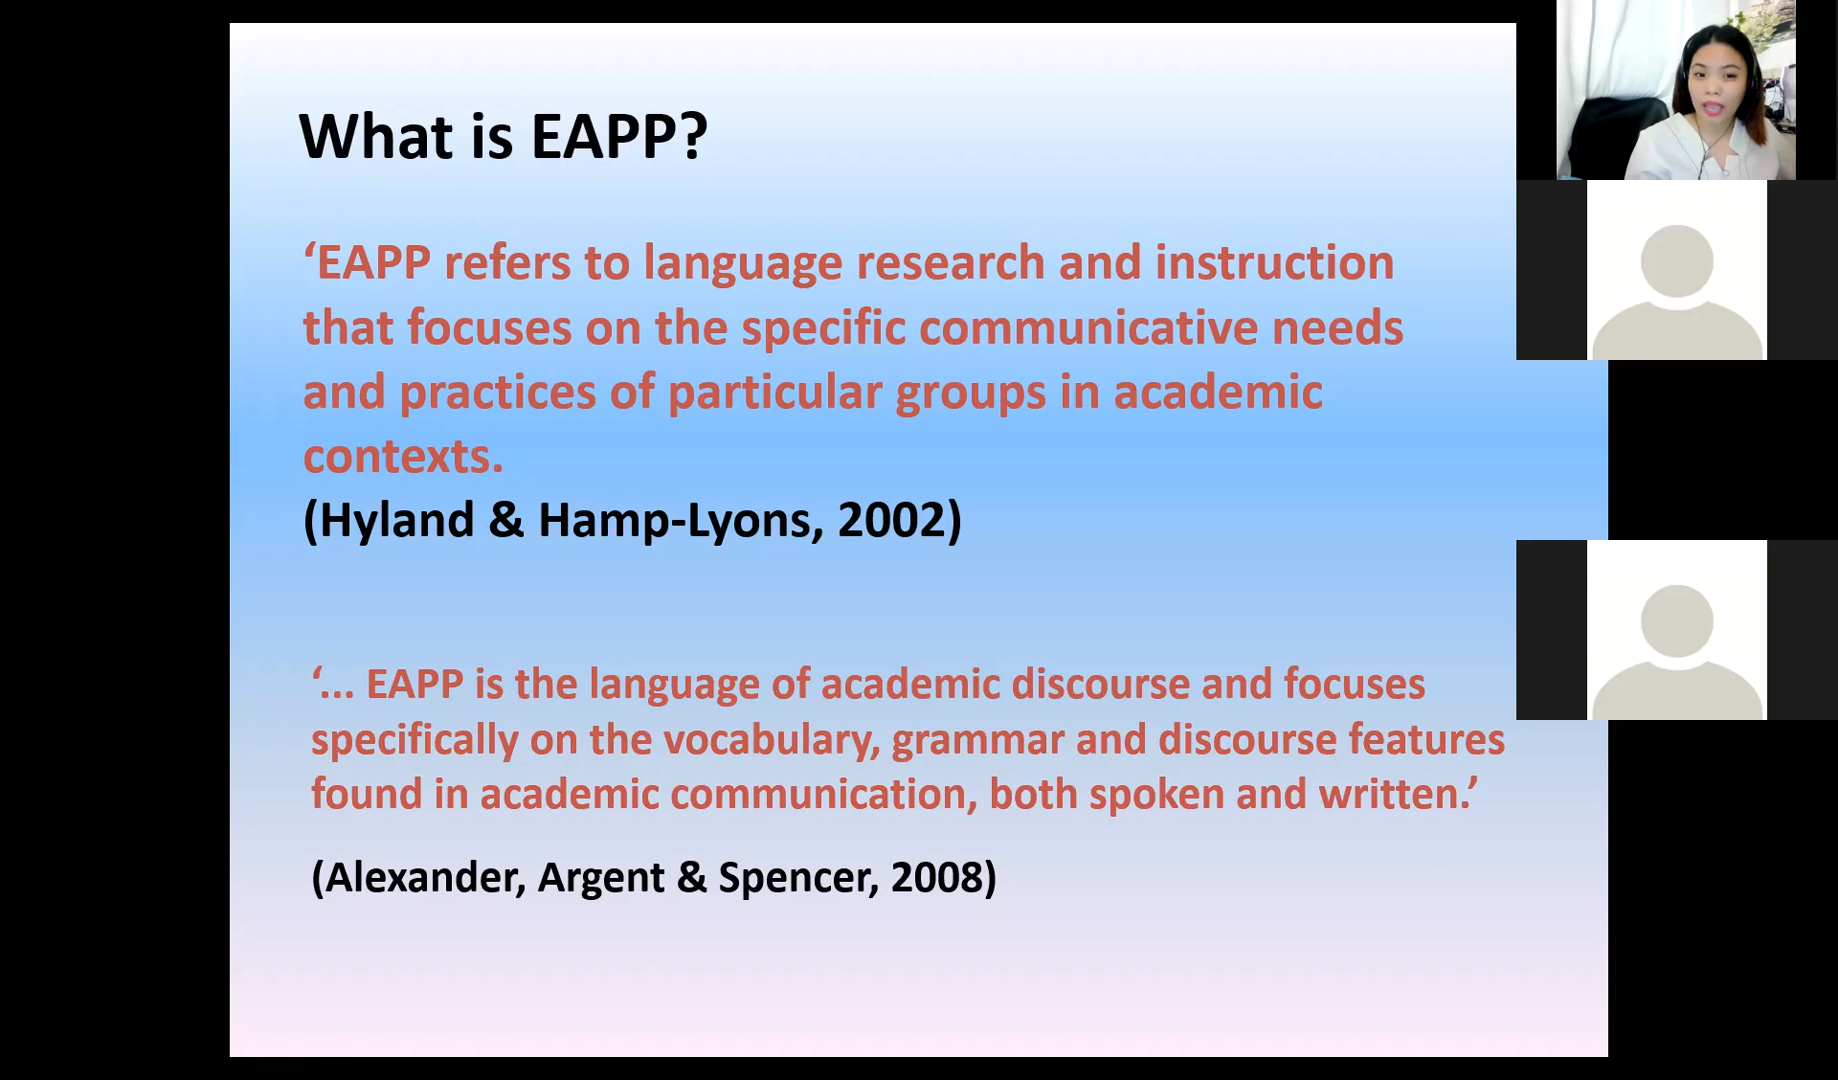 What is EAPP?
‘EAPP refers to language research and instruction
that focuses on the specific communicative needs
and practices of particular groups in academic
contexts.
(Hyland & Hamp-Lyons, 2002)
‘... EAPP is the language of academic discourse and focuses
specifically on the vocabulary, grammar and discourse features
found in academic communication, both spoken and written.’
(Alexander, Argent & Spencer, 2008)